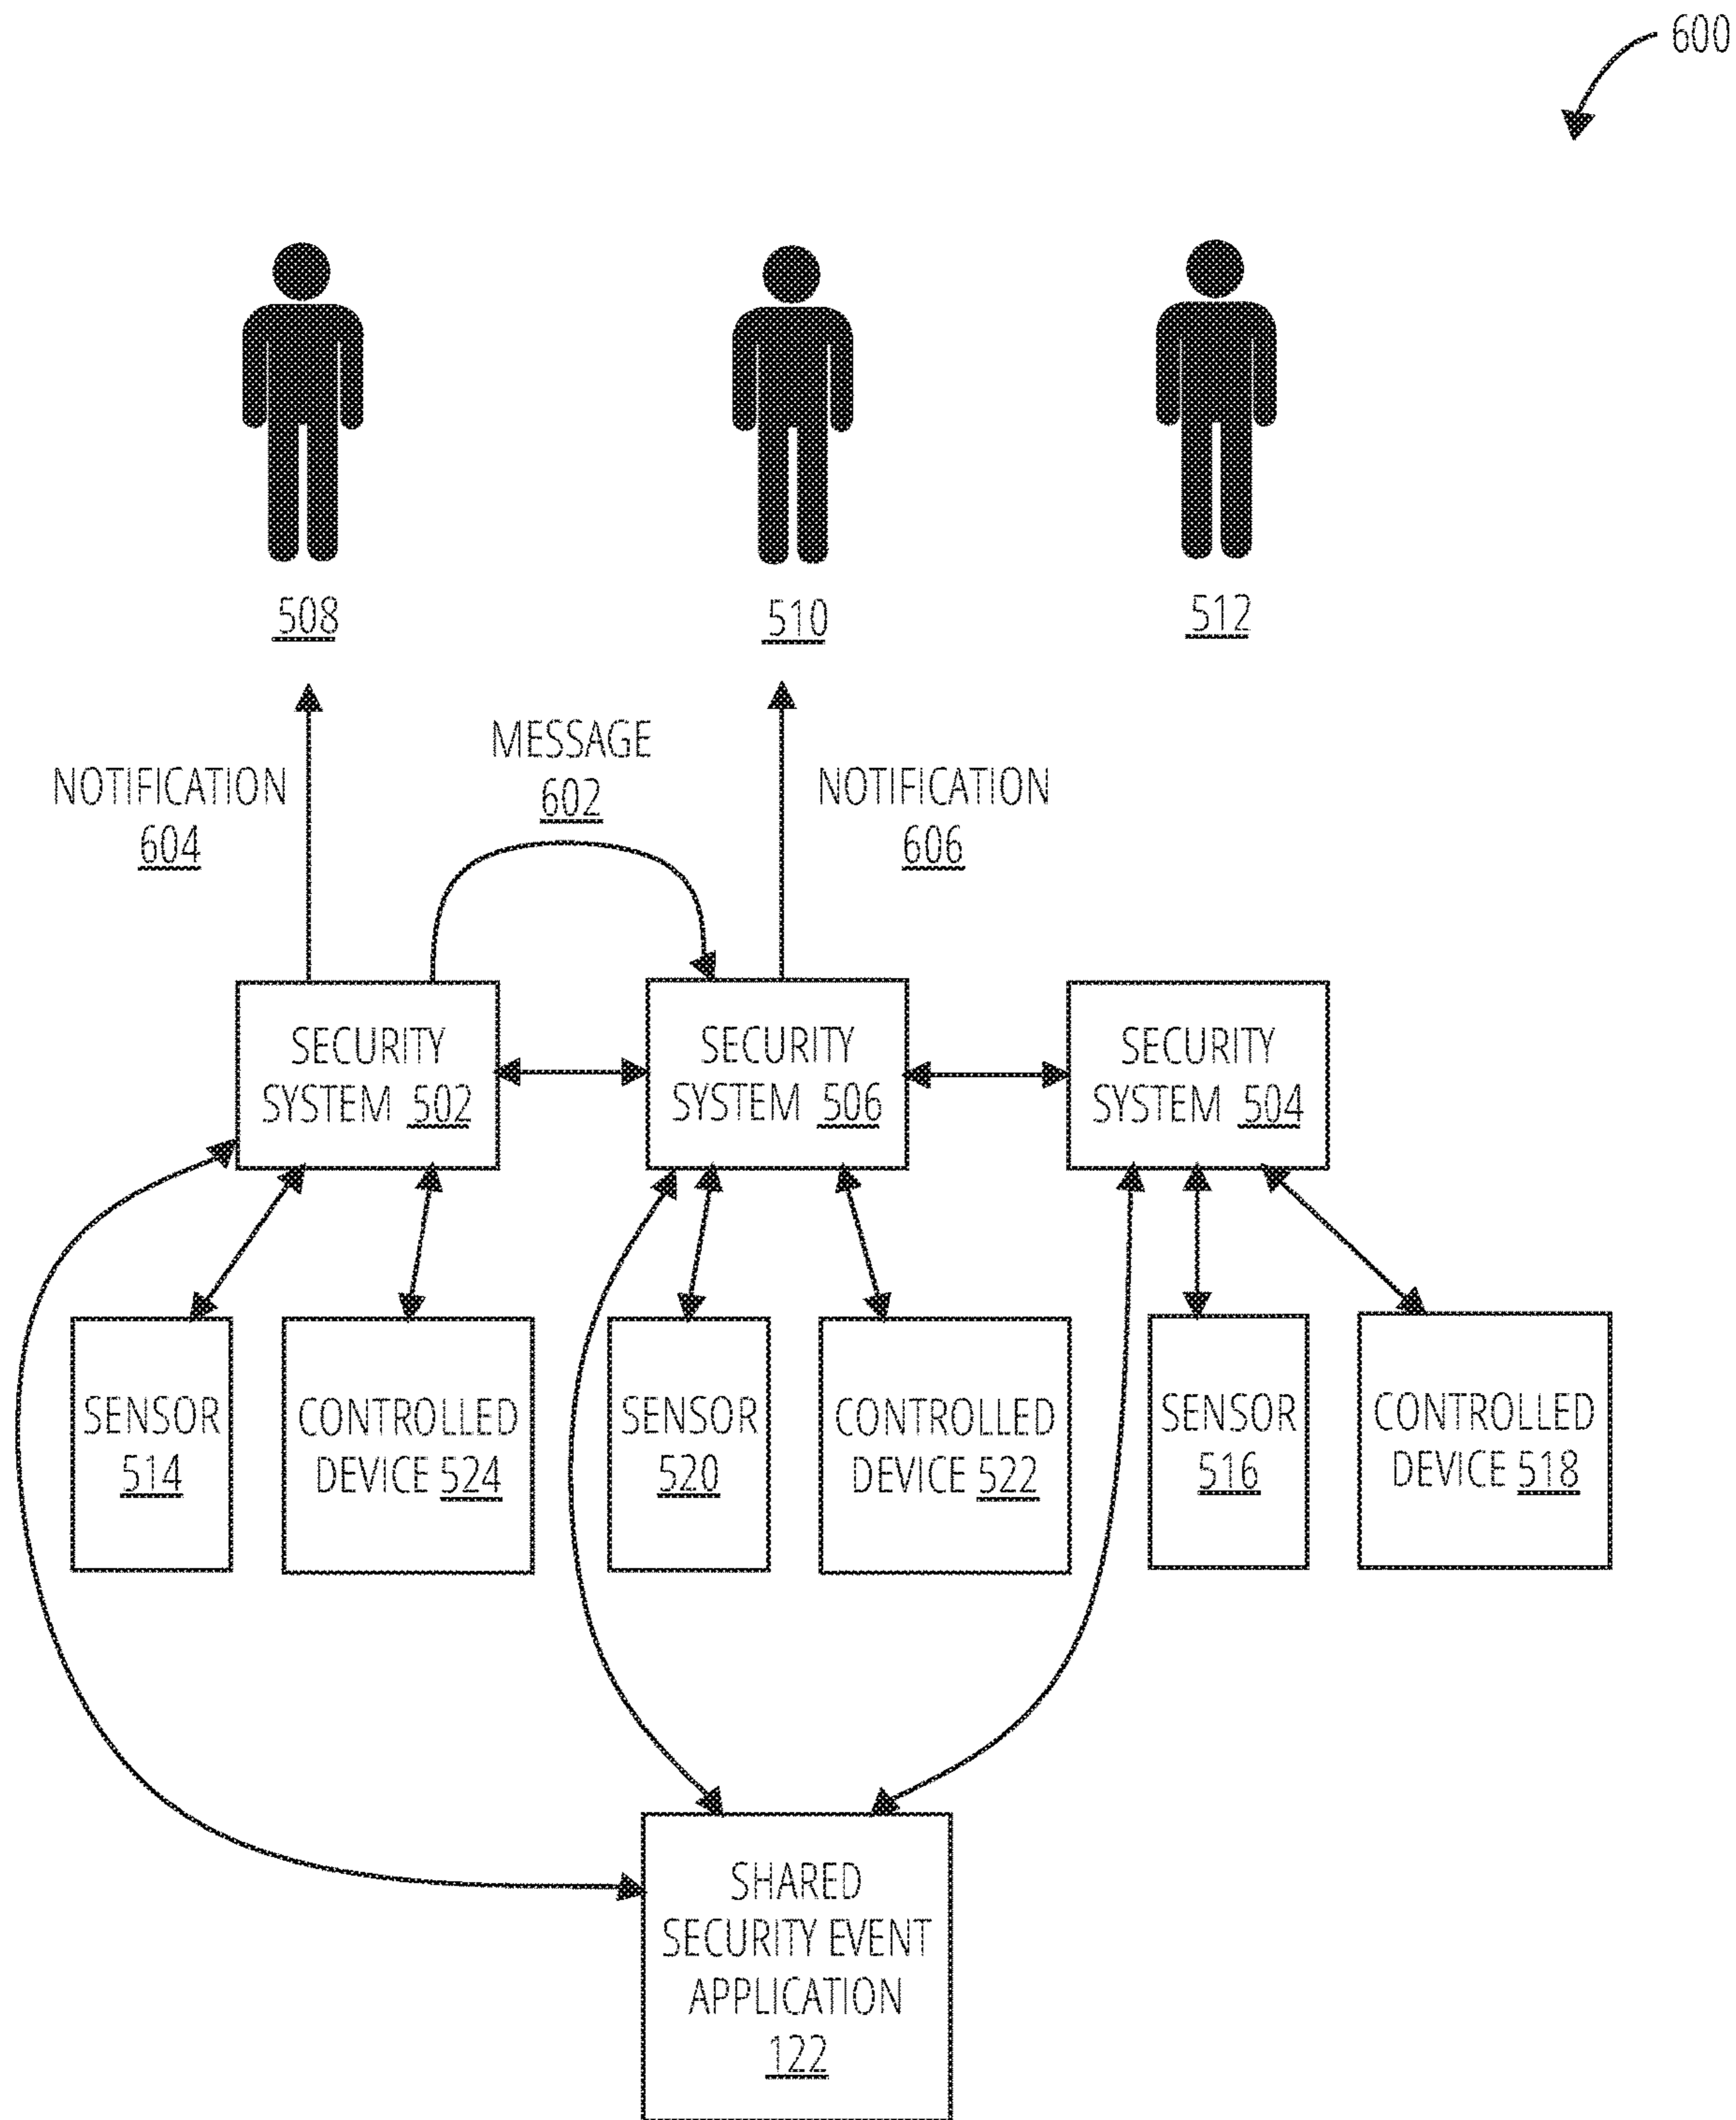 600
508
510
512
MESSAGE
602
NOTIFICATION
604
NOTIFICATION
606
SECURITY
SYSTEM 502
SECURITY
SYSTEM 506
SECURITY
SYSTEM 504
SENSOR
514
CONTROLLED
DEVICE 524
SENSOR
520
CONTROLLED
DEVICE 522
SENSOR
516
CONTROLLED
DEVICE 518
SHARED
SECURITY EVENT
APPLICATION
122